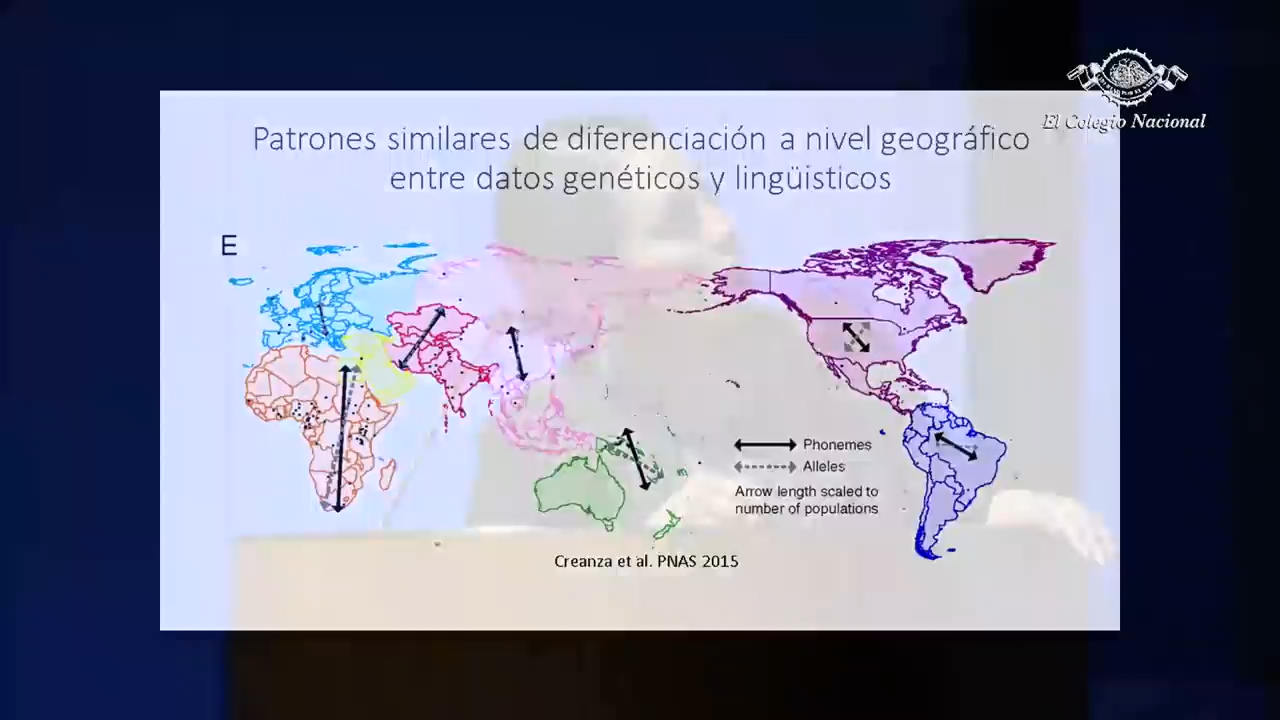 El Colegio Nacional
Patrones similares de diferenciación a nivel geográfico
entre datos genéticos y lingüisticos
E
Phonemes
Alleles
Arrow length scaled to
number of populations
Creanza et al. PNAS 2015